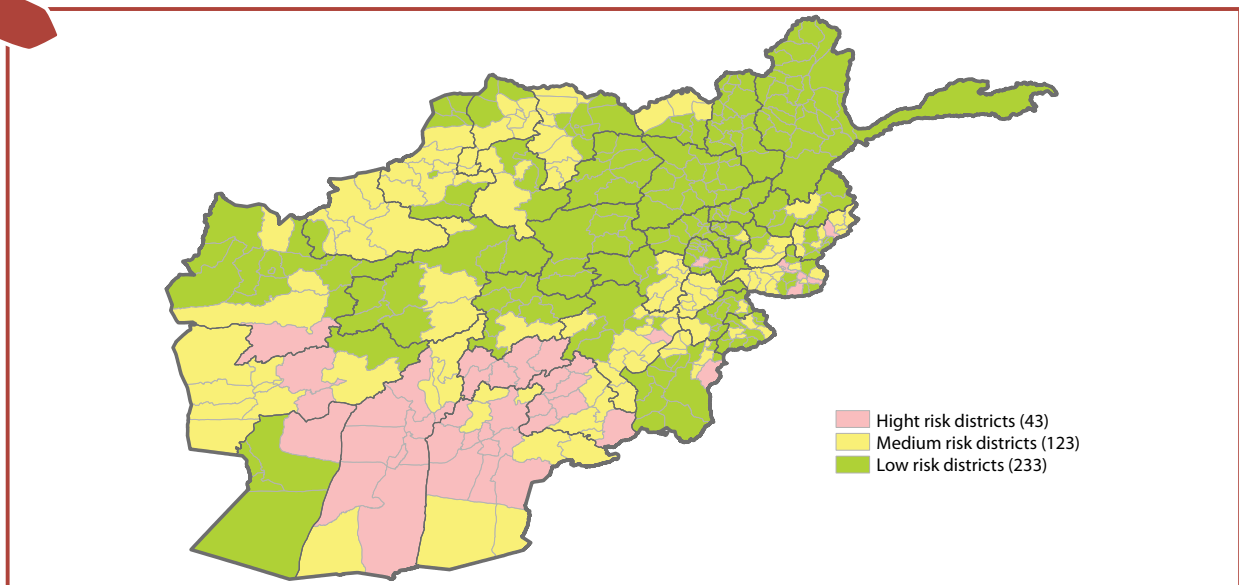 Hight risk districts (43)
Medium risk districts (123)
Low risk districts (233)